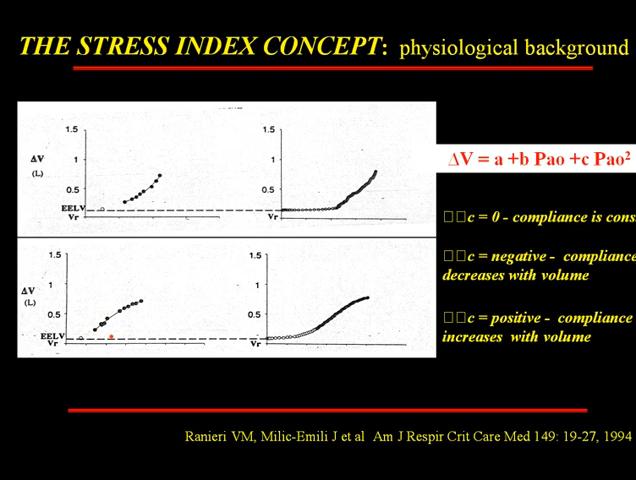 THE STRESS INDEX CONCEPT: physiological background
1.5
1
0.5
ΔV
(L)
EELV
Vr
1.5
1
0.5
Vr
ΔV = a +b Pao +c Pao²
c = 0 - compliance is cons
c = negative - compliance
decreases with volume
c = positive - compliance
increases with volume
1.5
1
0.5
ΔV
(L)
EELV
Vr
1.5
1
0.5
Vr
Ranieri VM, Milic-Emili J et al Am J Respir Crit Care Med 149: 19-27, 1994